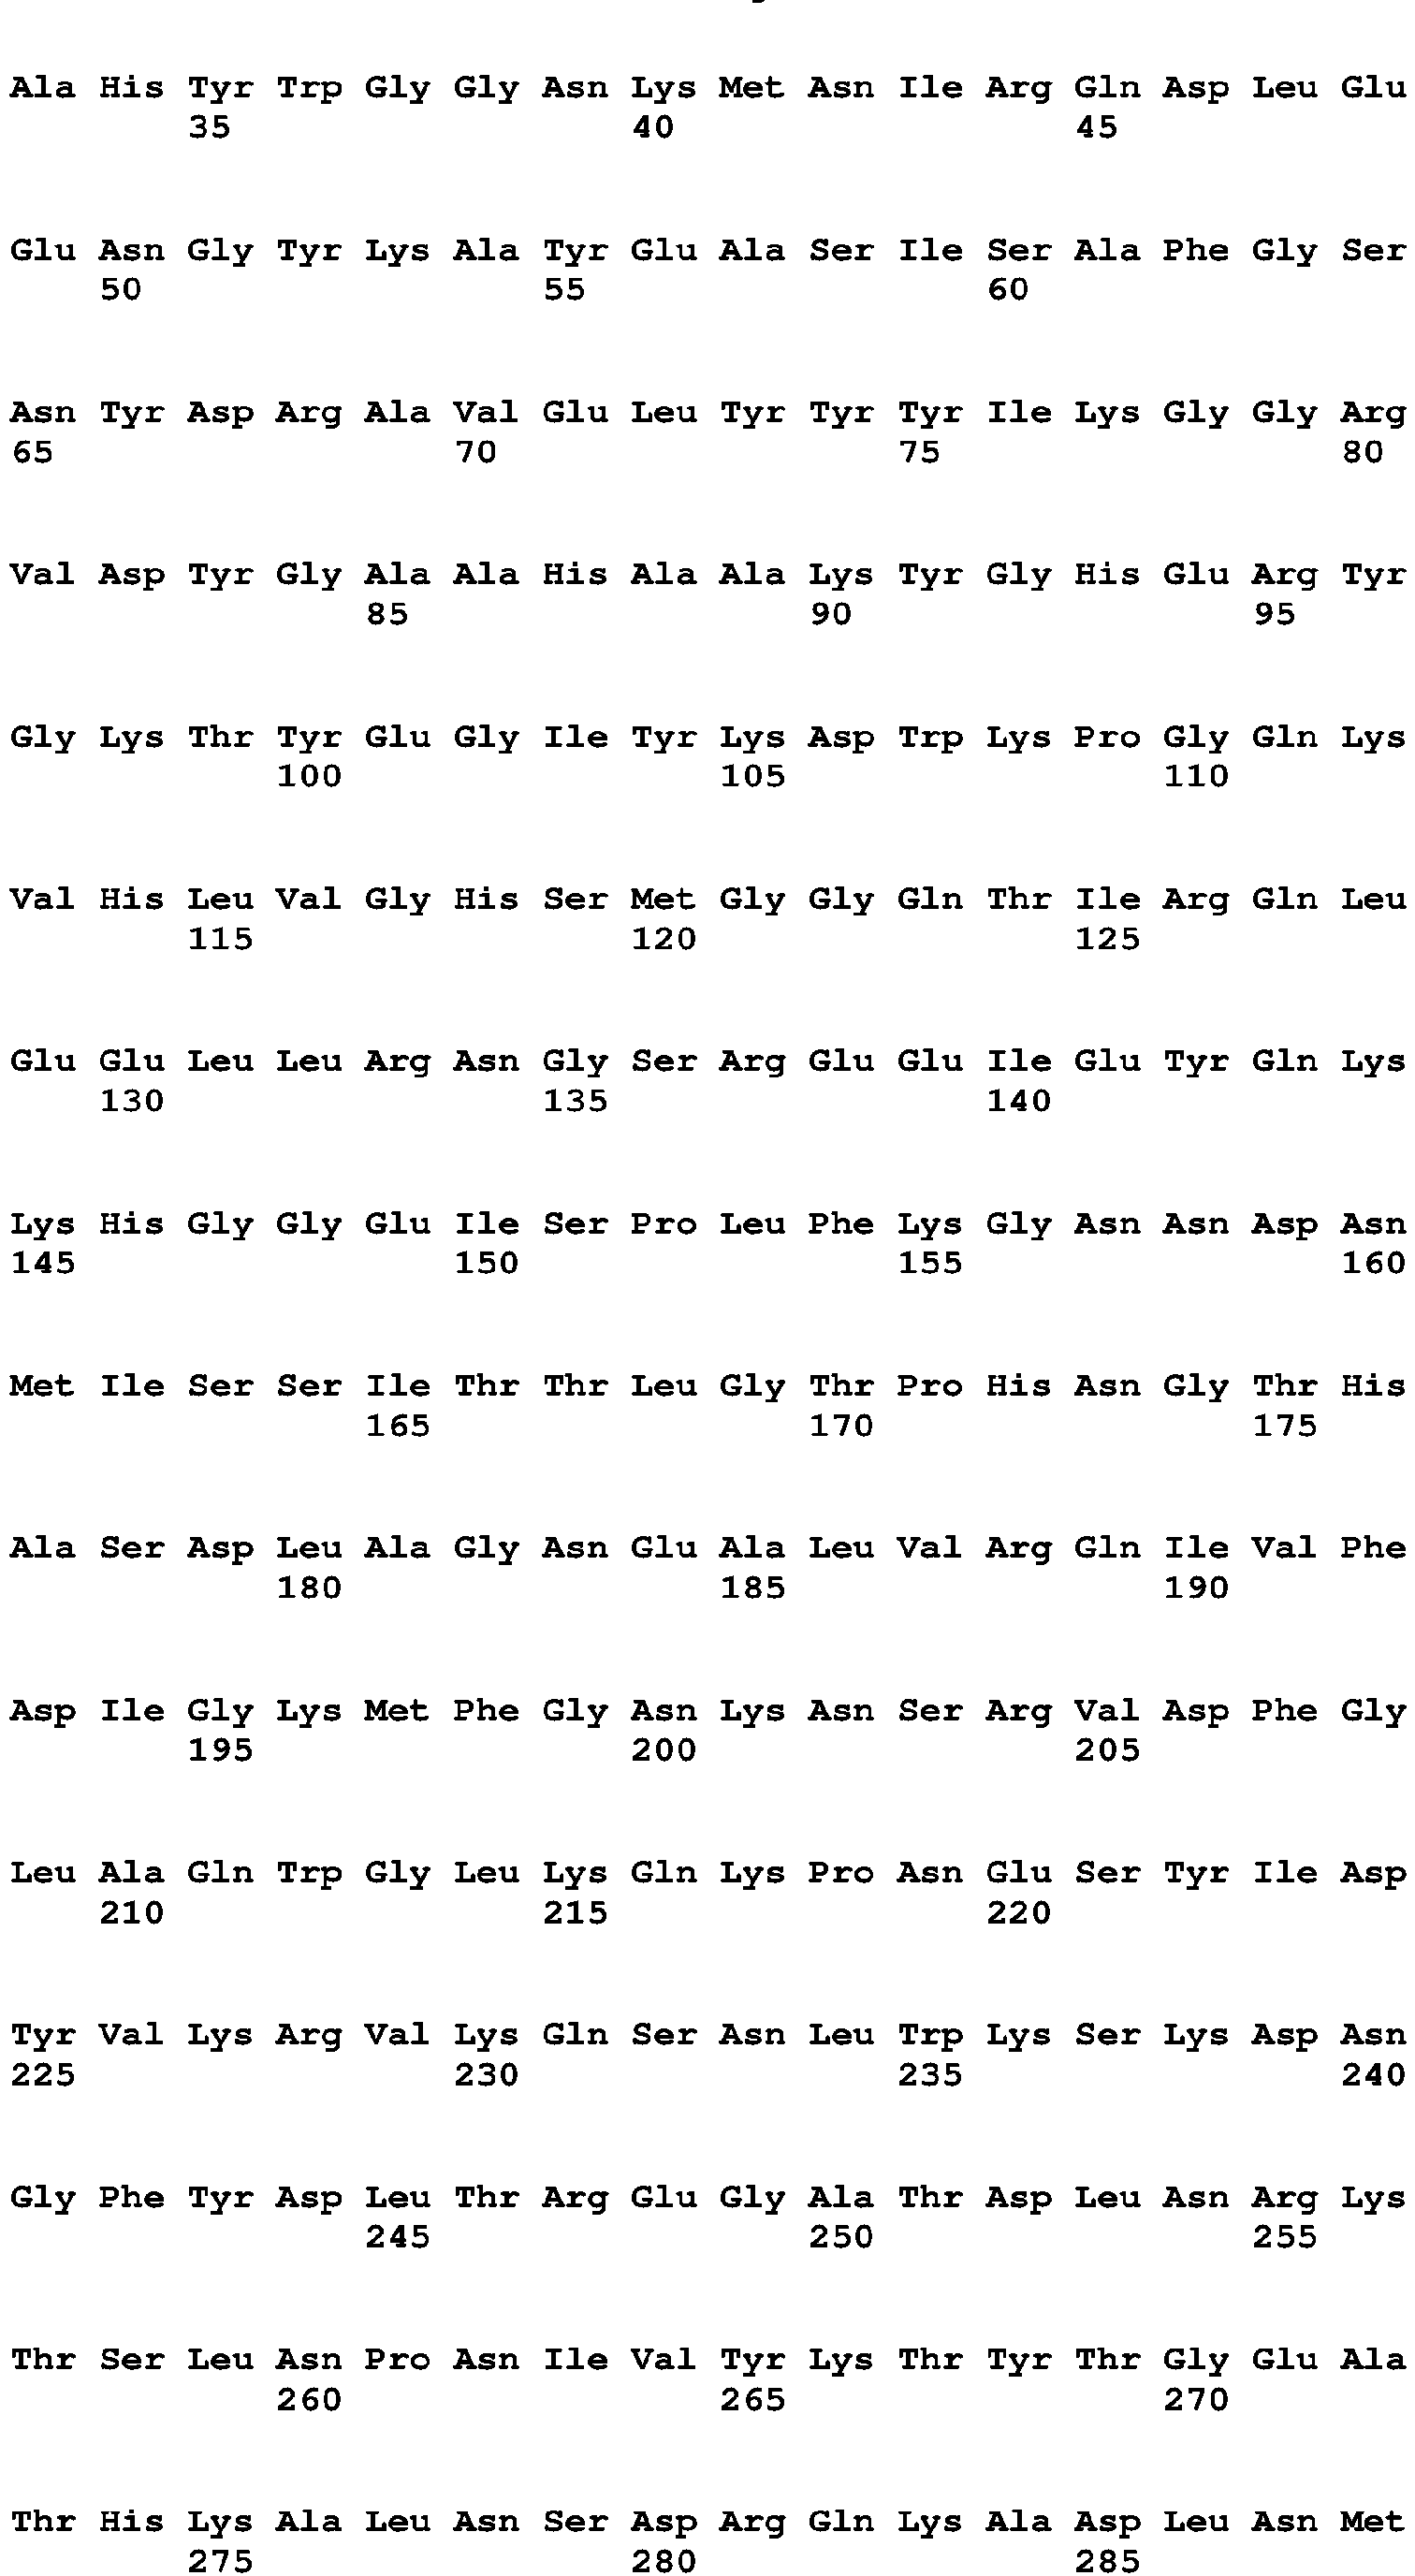 Ala His Tyr Trp Gly Gly Asn Lys Met Asn Ile Arg Gln Asp Leu Glu
35 40 45
Glu Asn Gly Tyr Lys Ala Tyr Glu Ala Ser Ile Ser Ala Phe Gly Ser
50 55 60
Asn Tyr Asp Arg Ala Val Glu Leu Tyr Tyr Tyr Ile Lys Gly Gly Arg
65 70 75 80
Val Asp Tyr Gly Ala Ala His Ala Ala Lys Tyr Gly His Glu Arg Tyr
85 90 95
Gly Lys Thr Tyr Glu Gly Ile Tyr Lys Asp Trp Lys Pro Gly Gln Lys
100 105 110
Val His Leu Val Gly His Ser Met Gly Gly Gln Thr Ile Arg Gln Leu
115 120 125
Glu Glu Leu Leu Arg Asn Gly Ser Arg Glu Glu Ile Glu Tyr Gln Lys
130 135 140
Lys His Gly Gly Glu Ile Ser Pro Leu Phe Lys Gly Asn Asn Asp Asn
145 150 155 160
Met Ile Ser Ser Ile Thr Thr Leu Gly Thr Pro His Asn Gly Thr His
165 170 175
Ala Ser Asp Leu Ala Gly Asn Glu Ala Leu Val Arg Gln Ile Val Phe
180 185 190
Asp Ile Gly Lys Met Phe Gly Asn Lys Asn Ser Arg Val Asp Phe Gly
195 200 205
Leu Ala Gln Trp Gly Leu Lys Gln Lys Pro Asn Glu Ser Tyr Ile Asp
210 215 220
Tyr Val Lys Arg Val Lys Gln Ser Asn Leu Trp Lys Ser Lys Asp Asn
225 230 235 240
Gly Phe Tyr Asp Leu Thr Arg Glu Gly Ala Thr Asp Leu Asn Arg Lys
245 250 255
Thr Ser Leu Asn Pro Asn Ile Val Tyr Lys Thr Tyr Thr Gly Glu Ala
260 265 270
Thr His Lys Ala Leu Asn Ser Asp Arg Gln Lys Ala Asp Leu Asn Met
275 280 285